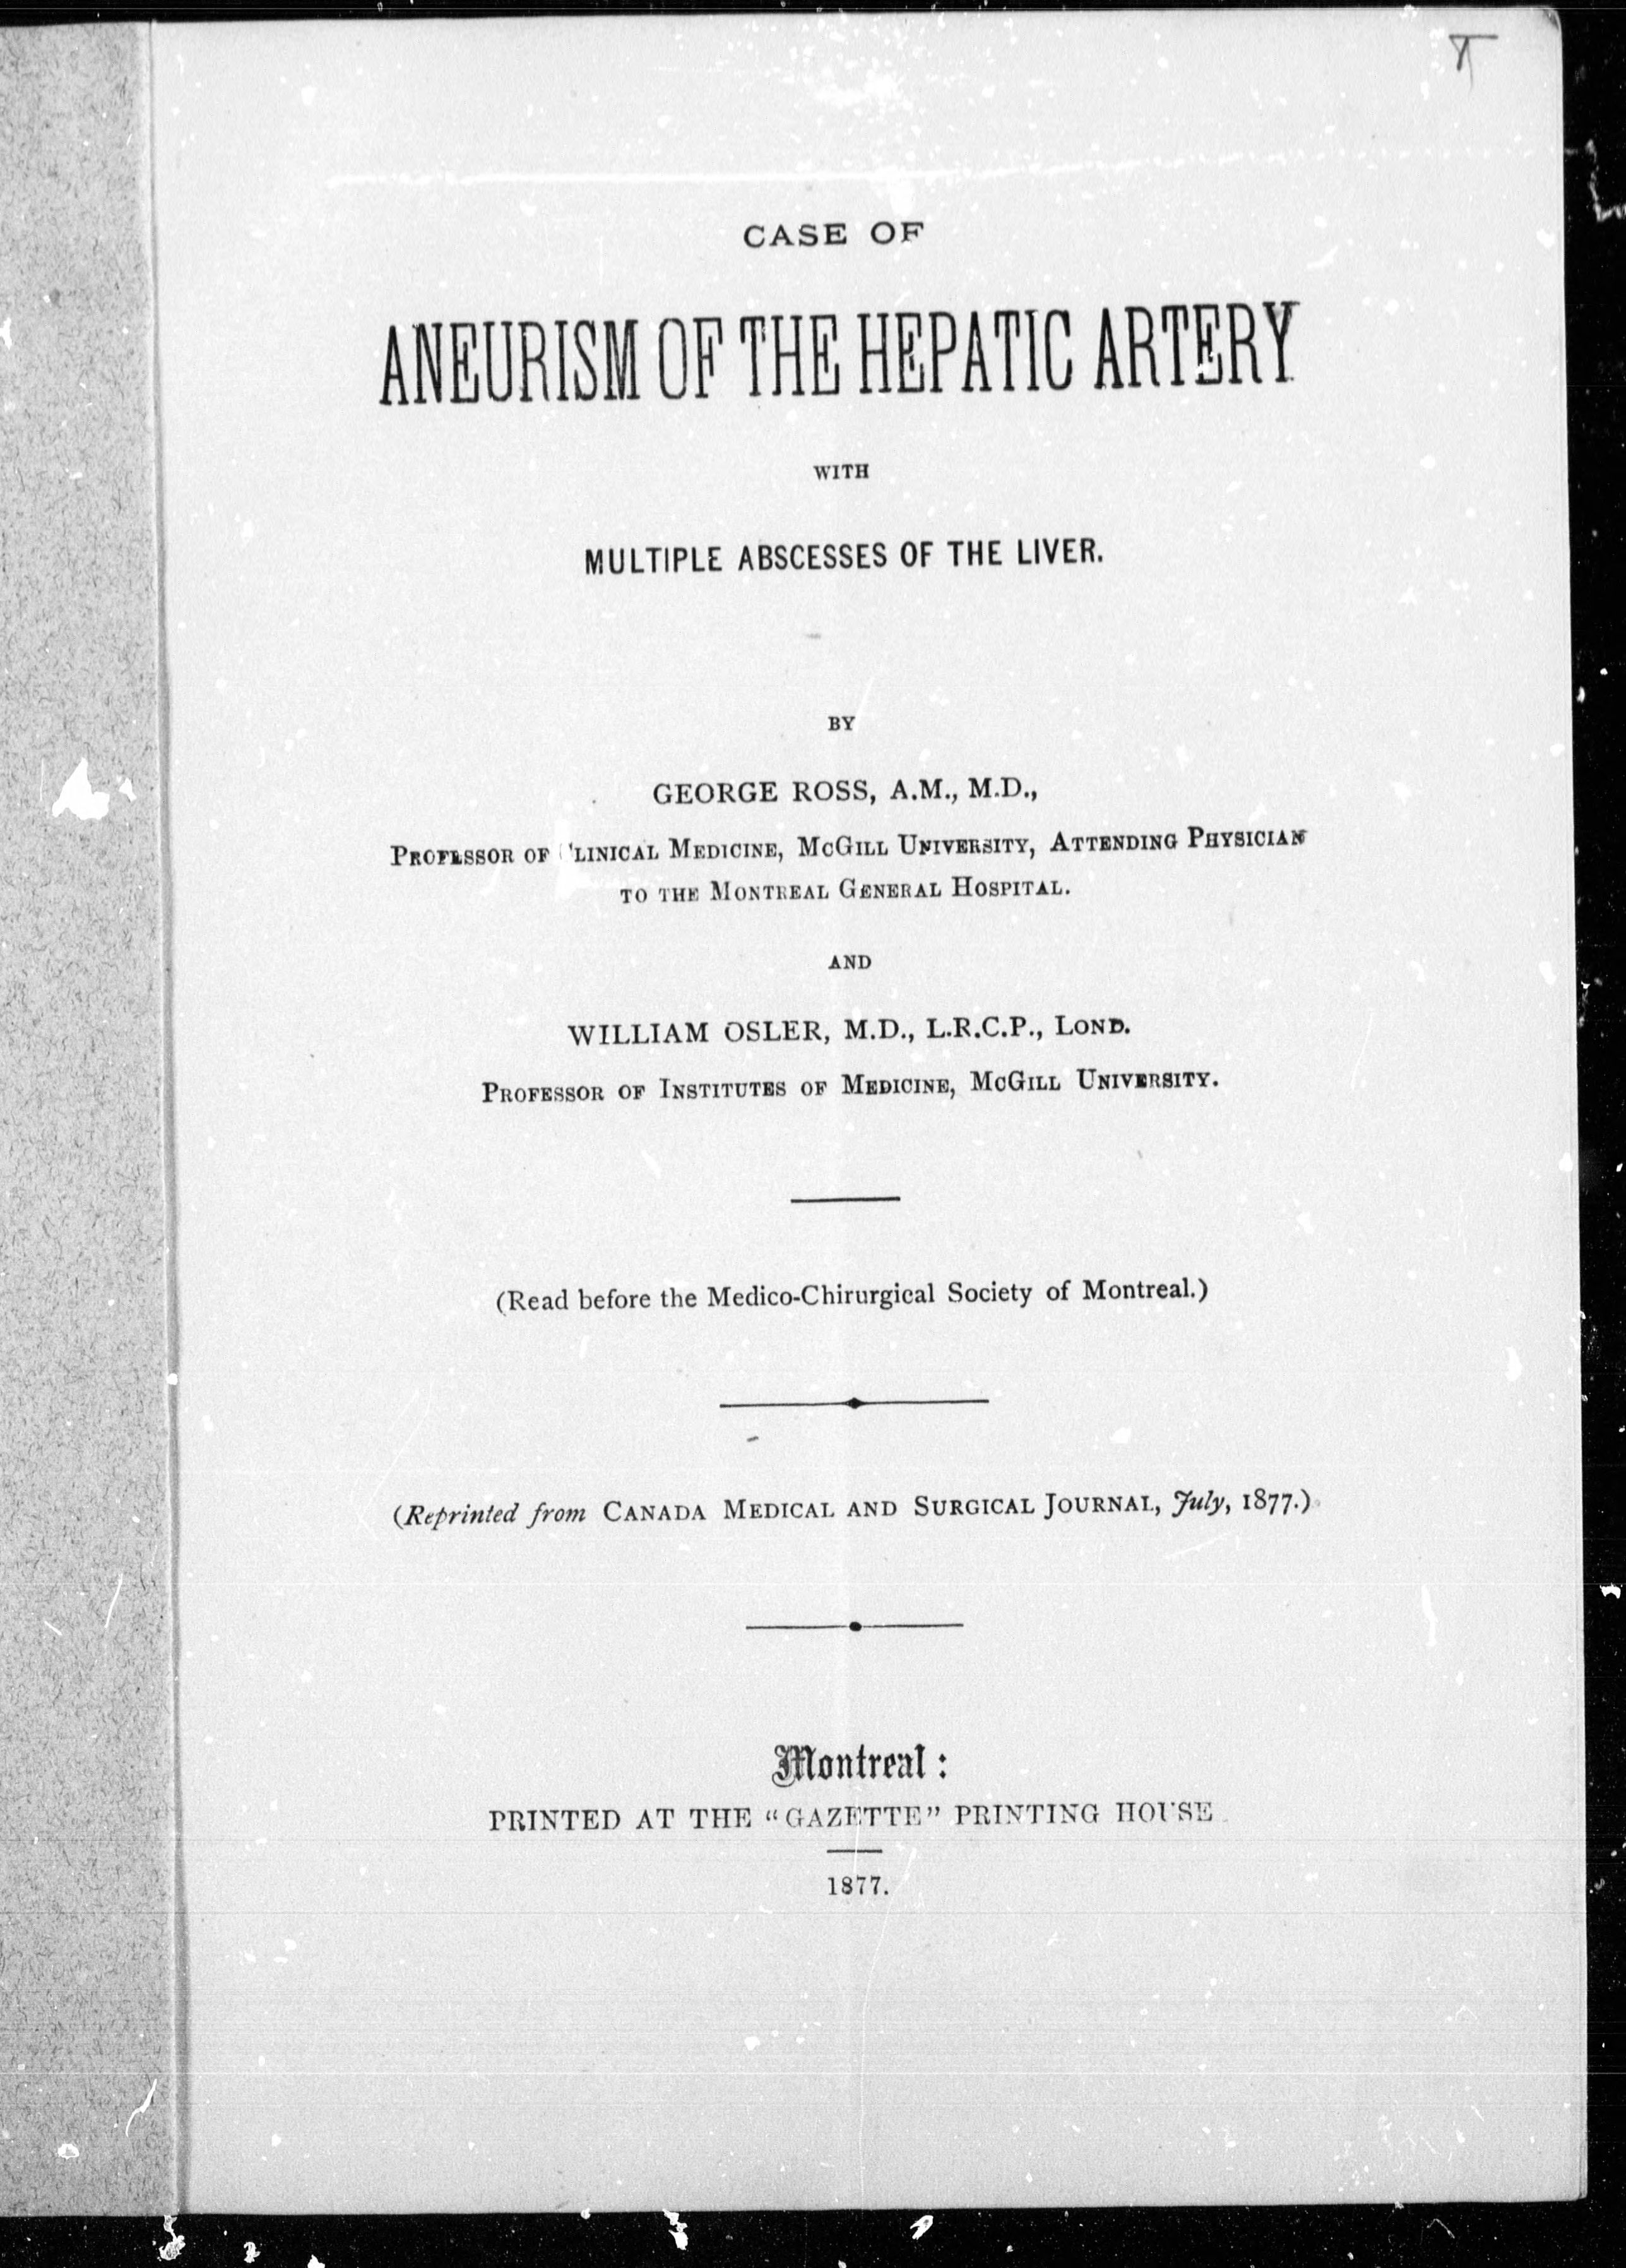 CASE OF
ANEURISM OF THE HEPATIC ARTERY
WITH
MULTIPLE ABSCESSES OF THE LIVER.
BY
GEORGE ROSS, A.M., M.D.,
PROFESSOR OF CLINICAL MEDICINE, MCGILL UNIVERSITY, ATTENDING PHYSICIAN
TO THE MONTREAL GENERAL HOSPITAL.
AND
WILLIAM OSLER, M.D., L.R.C.P., LOND.
PROFESSOR OF INSTITUTES OF MEDICINE, MCGILL UNIVERSITY.
(Read before the Medico-Chirurgical Society of Montreal.)
(Reprinted from CANADA MEDICAL AND SURGICAL JOURNAL, July, 1877.)
Montreal:
PRINTED AT THE "GAZETTE" PRINTING HOUSE
1877.